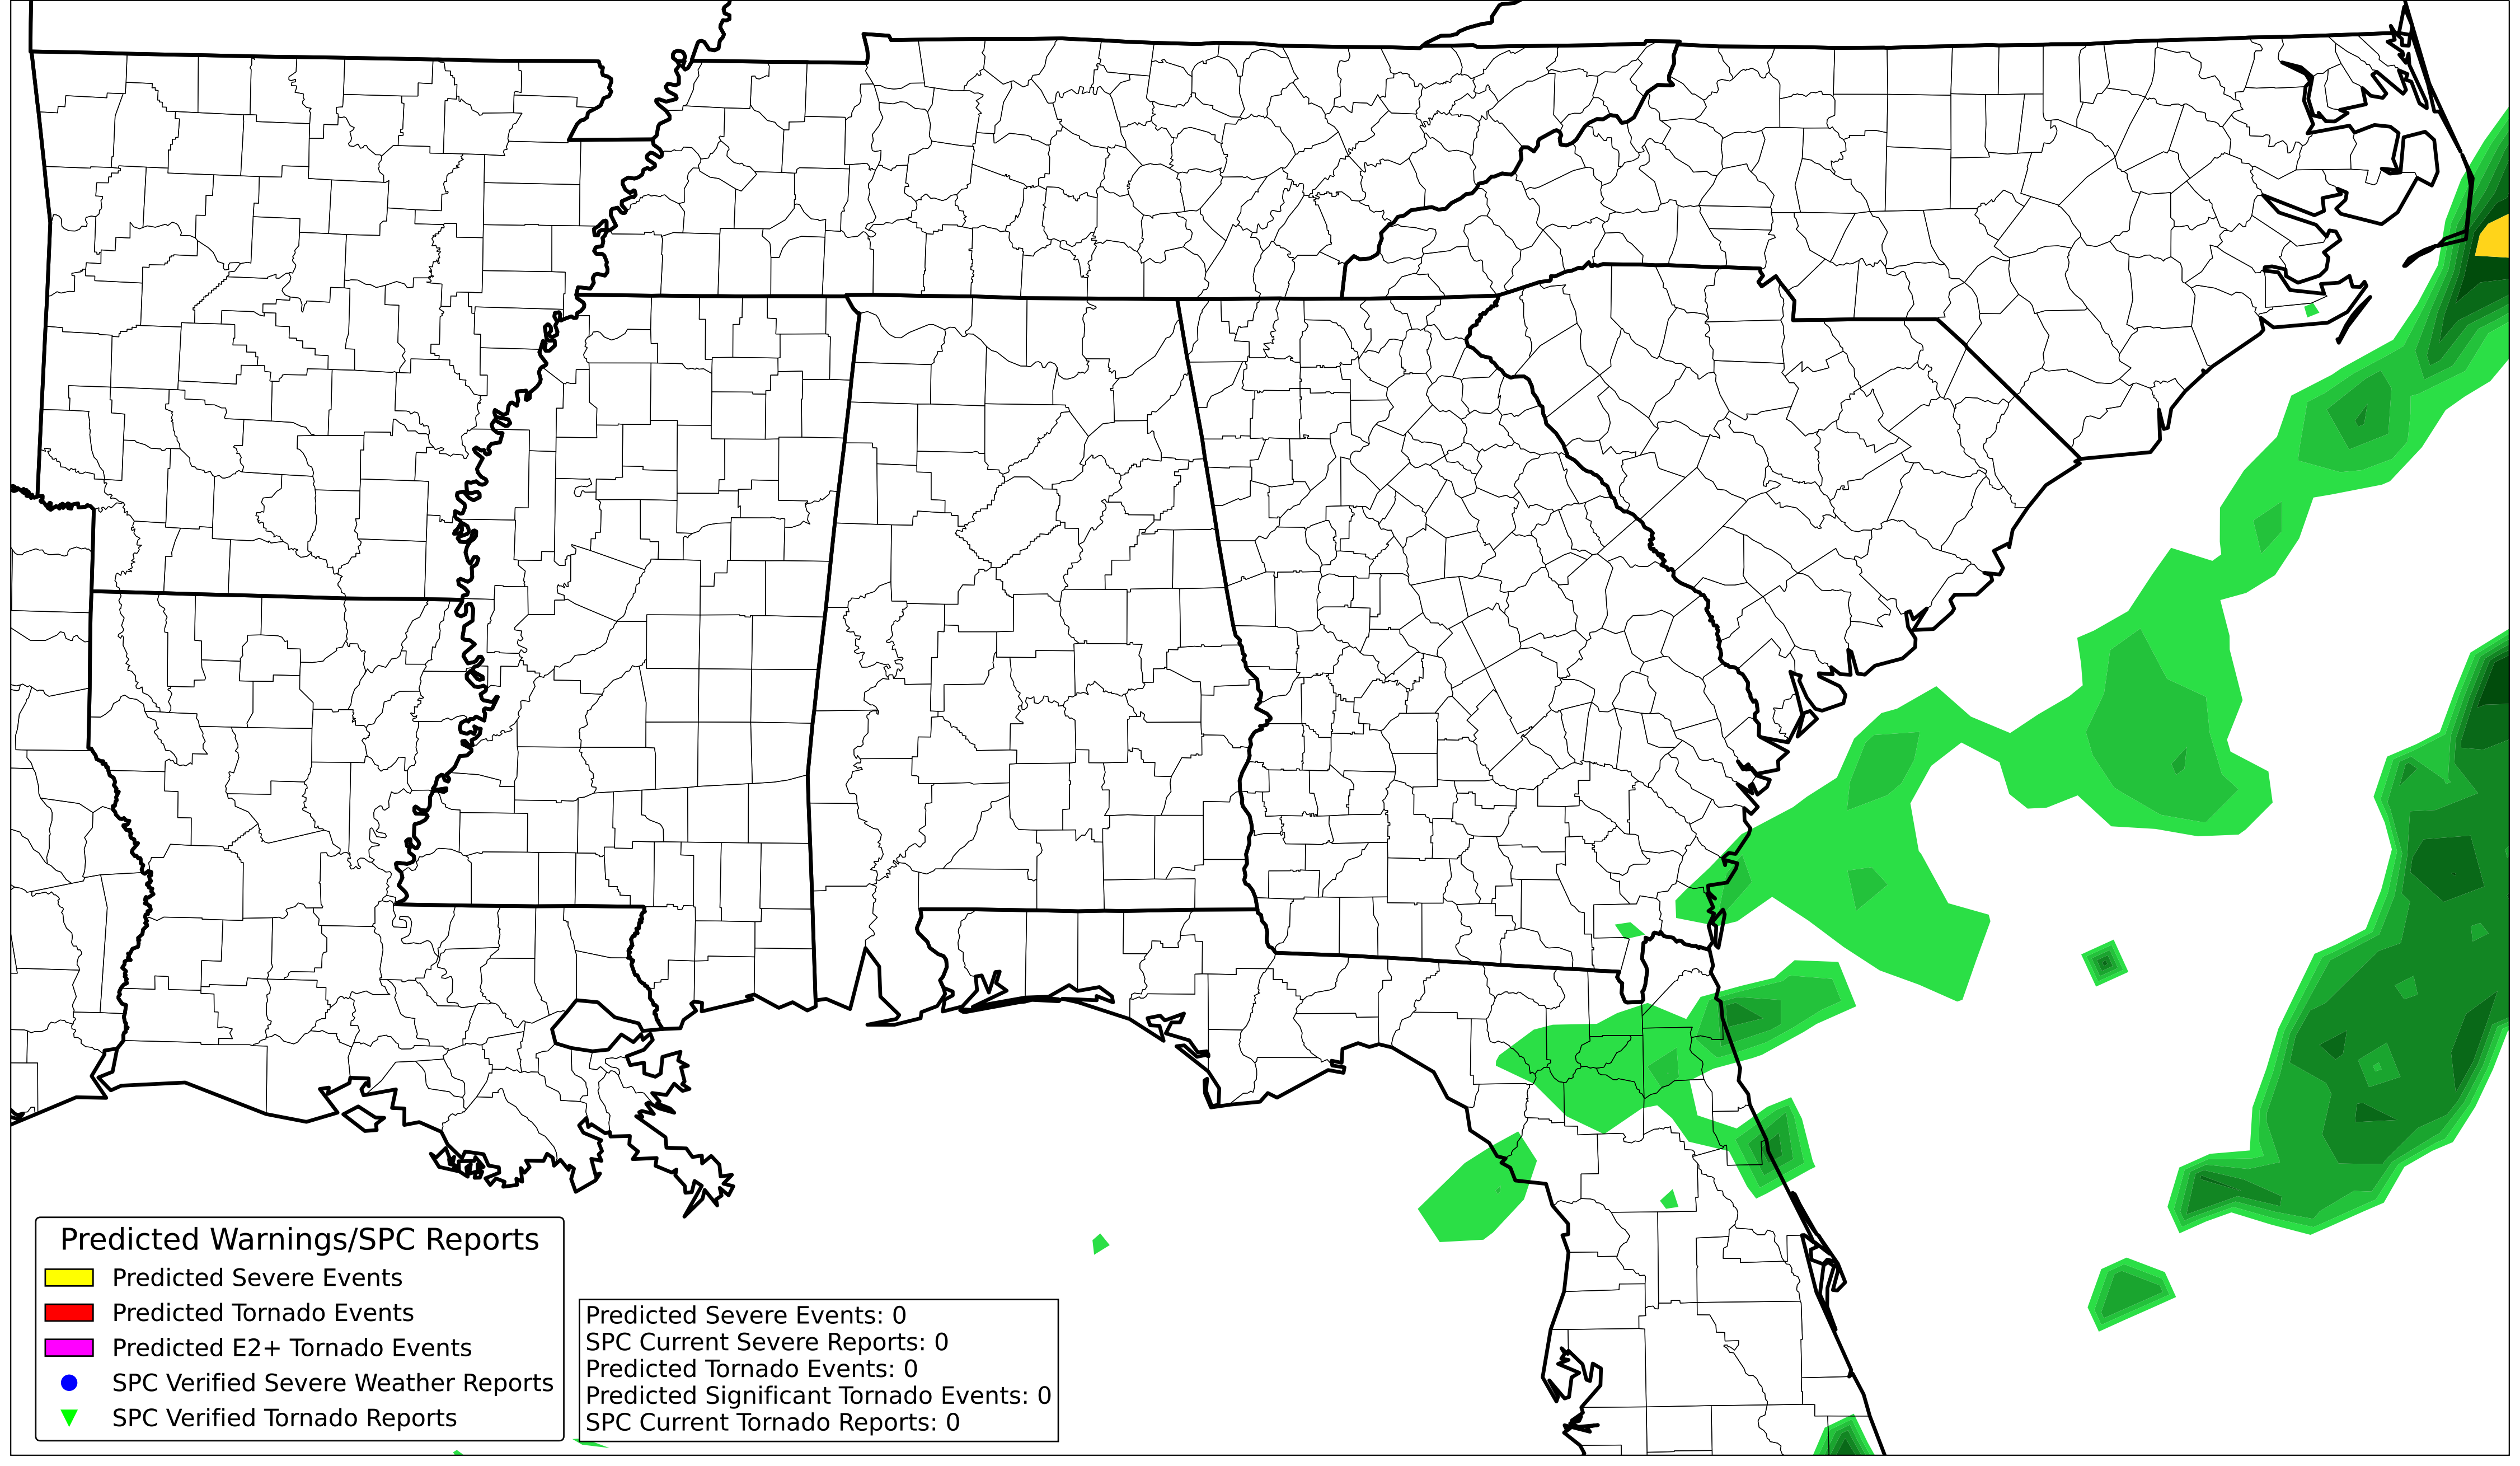 Predicted Warnings/SPC Reports
Predicted Severe Events
Predicted Tornado Events
Predicted E2+ Tornado Events
SPC Verified Severe Weather Reports
SPC Verified Tornado Reports
Predicted Severe Events: 0
SPC Current Severe Reports: 0
Predicted Tornado Events: 0
Predicted Significant Tornado Events: 0
SPC Current Tornado Reports: 0